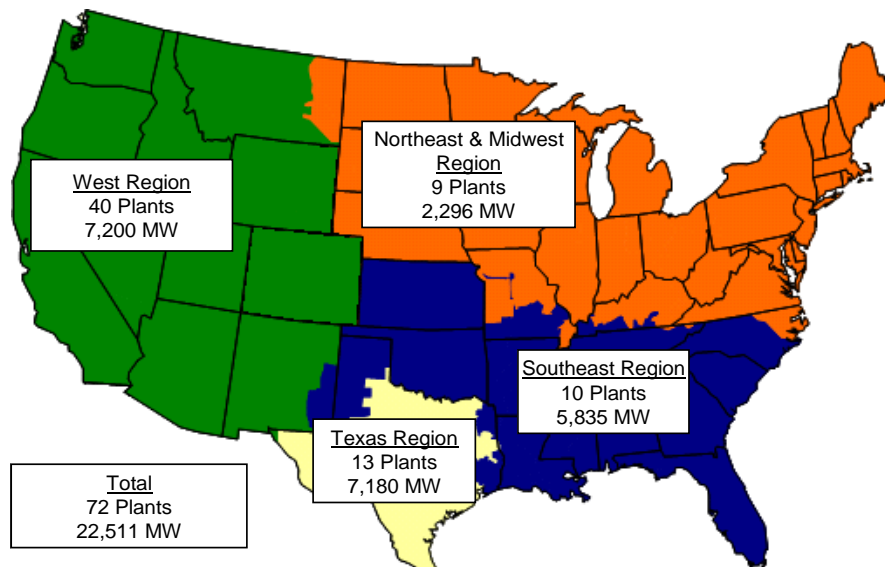 Northeast & Midwest
Region
9 Plants
2,296 MW
West Region
40 Plants
7,200 MW
Southeast Region
10 Plants
5,835 MW
Texas Region
13 Plants
7,180 MW
Total
72 Plants
22,511 MW